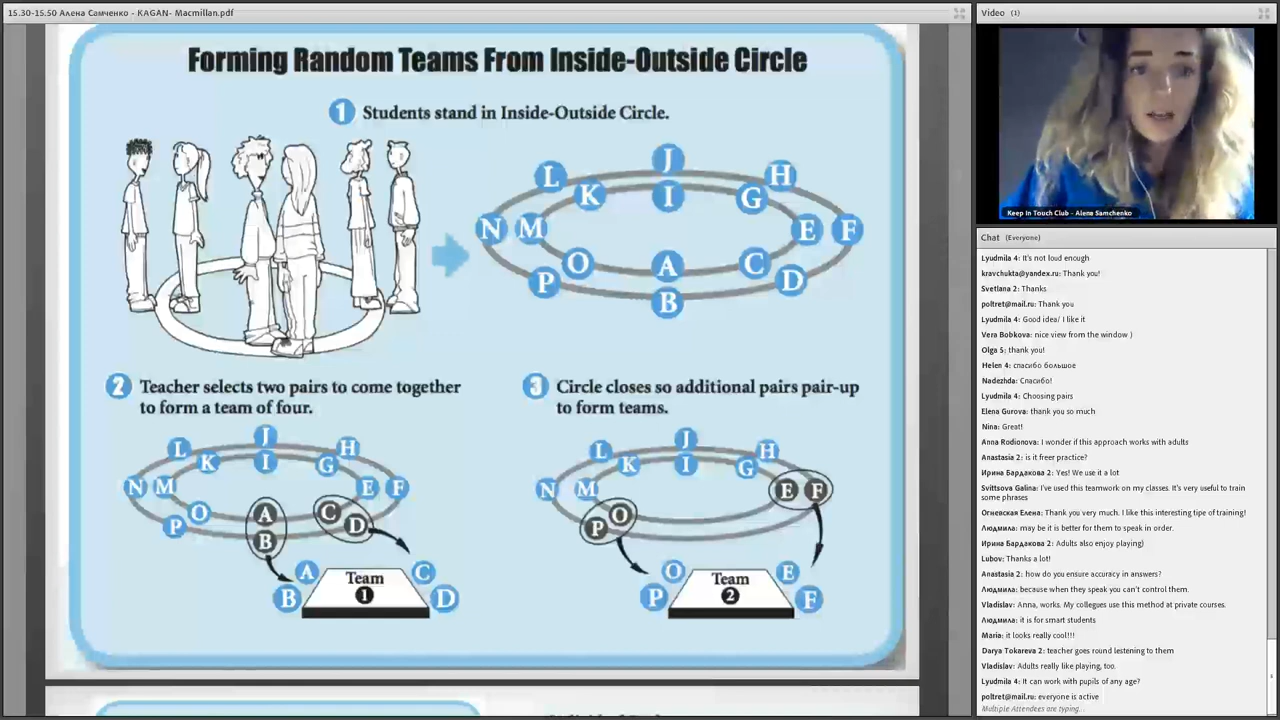 15.30-15.50 Алена Самченко - KAGAN- Macmillan.pdf
Forming Random Teams From Inside-Outside Circle
1 Students stand in Inside-Outside Circle.
J
L
H
K
I
G
N
M
E
F
O
A
C
P
B
D
2 Teacher selects two pairs to come together
to form a team of four.
J
L
H
K
I
G
N
M
E
F
O
A
C
P
B
D
A
C
B
D
Team
1
3 Circle closes so additional pairs pair-up
to form teams.
J
L
H
K
I
G
N
M
E
F
P
O
O
E
P
F
Team
2
Video (1)
Keep In Touch Club - Alena Samchenko
Chat (Everyone)
Lyudmila 4: It's not loud enough
kravchukta@yandex.ru: Thank you!
Svetlana 2: Thanks
poltret@mail.ru: Thank you
Lyudmila 4: Good idea/ I like it
Vera Bobkova: nice view from the window )
Olga 5: thank you!
Helen 4: спасибо большое
Nadezhda: Спасибо!
Lyudmila 4: Choosing pairs
Elena Gurova: thank you so much
Nina: Great!
Anna Rodionova: I wonder if this approach works with adults
Anastasia 2: is it freer practice?
Ирина Бардакова 2: Yes! We use it a lot
Svittsova Galina: I've used this teamwork on my classes. It's very useful to train
some phrases
Огневская Елена: Thank you very much. I like this interesting tipe of training!
Людмила: may be it is better for them to speak in order.
Ирина Бардакова 2: Adults also enjoy playing)
Lubov: Thanks a lot!
Anastasia 2: how do you ensure accuracy in answers?
Людмила: because when they speak you can't control them.
Vladislav: Anna, works. My collegues use this method at private courses.
Людмила: it is for smart students
Maria: it looks really cool!!!
Darya Tokareva 2: teacher goes round lestening to them
Vladislav: Adults really like playing, too.
Lyudmila 4: It can work with pupils of any age?
poltret@mail.ru: everyone is active
Multiple Attendees are typing...